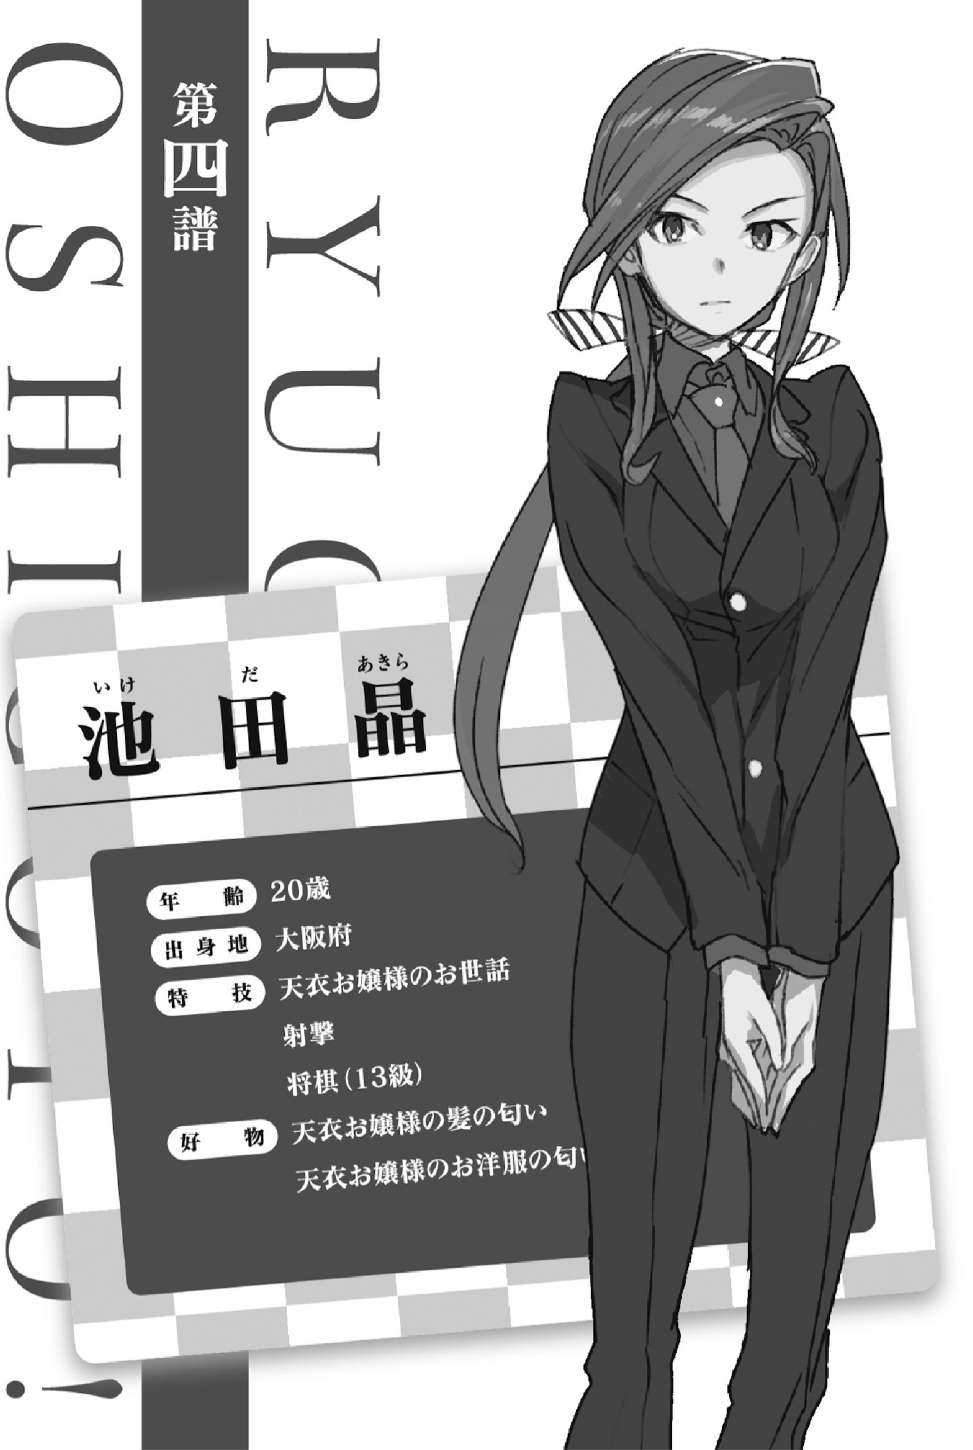 RYUO
OSHI
O
T
O!
第四譜
いけ だ あきら
池田晶
年齢 20歳
出身地 大阪府
特技 天衣お嬢様のお世話
射撃
将棋（13級）
好物 天衣お嬢様の髪の匂い
天衣お嬢様のお洋服の匂い